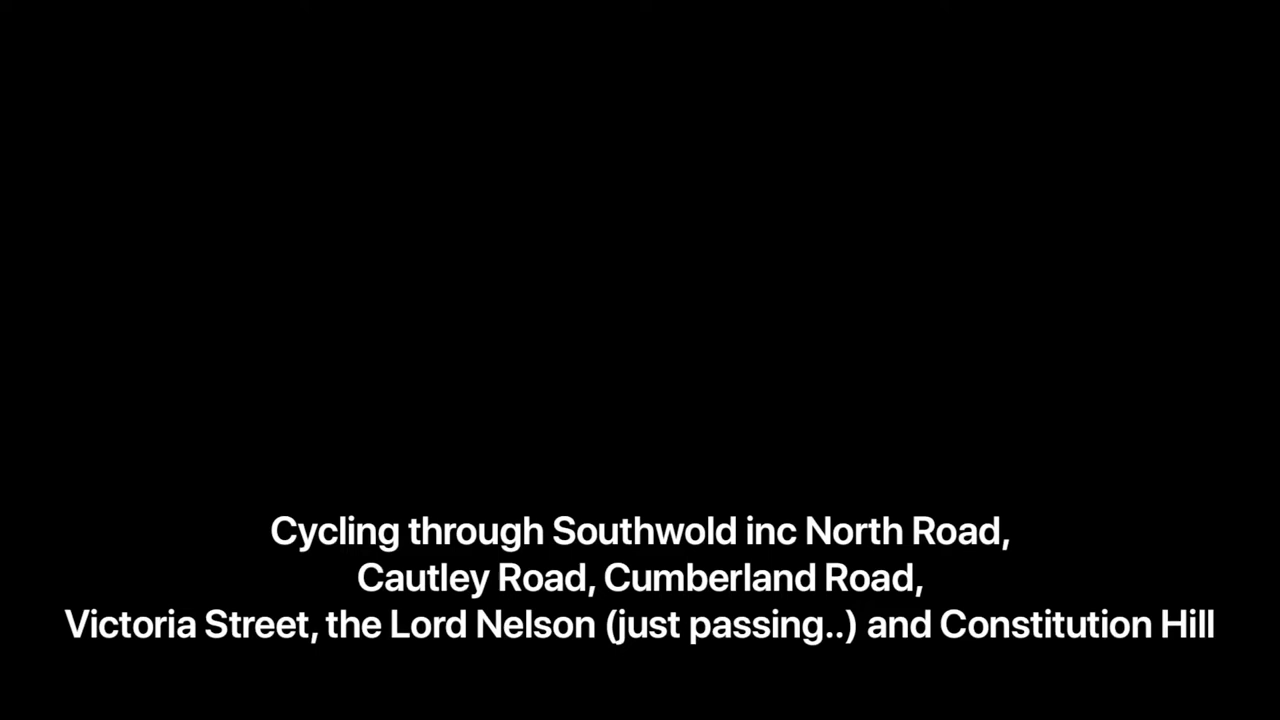 Cycling through Southwold inc North Road,
Cautley Road, Cumberland Road,
Victoria Street, the Lord Nelson (just passing..) and Constitution Hill